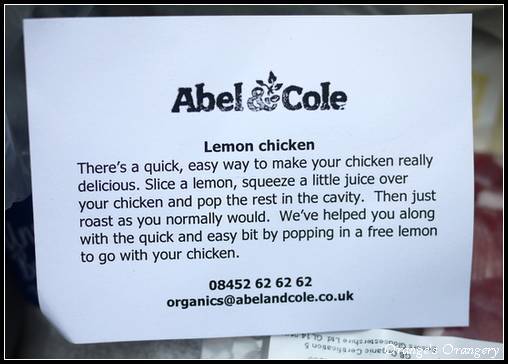 Abel & Cole
Lemon chicken
There's a quick, easy way to make your chicken really
delicious. Slice a lemon, squeeze a little juice over
your chicken and pop the rest in the cavity.  Then just
roast as you normally would.  We've helped you along
with the quick and easy bit by popping in a free lemon
to go with your chicken.
08452 62 62 62
organics@abelandcole.co.uk
Orange's Orangery